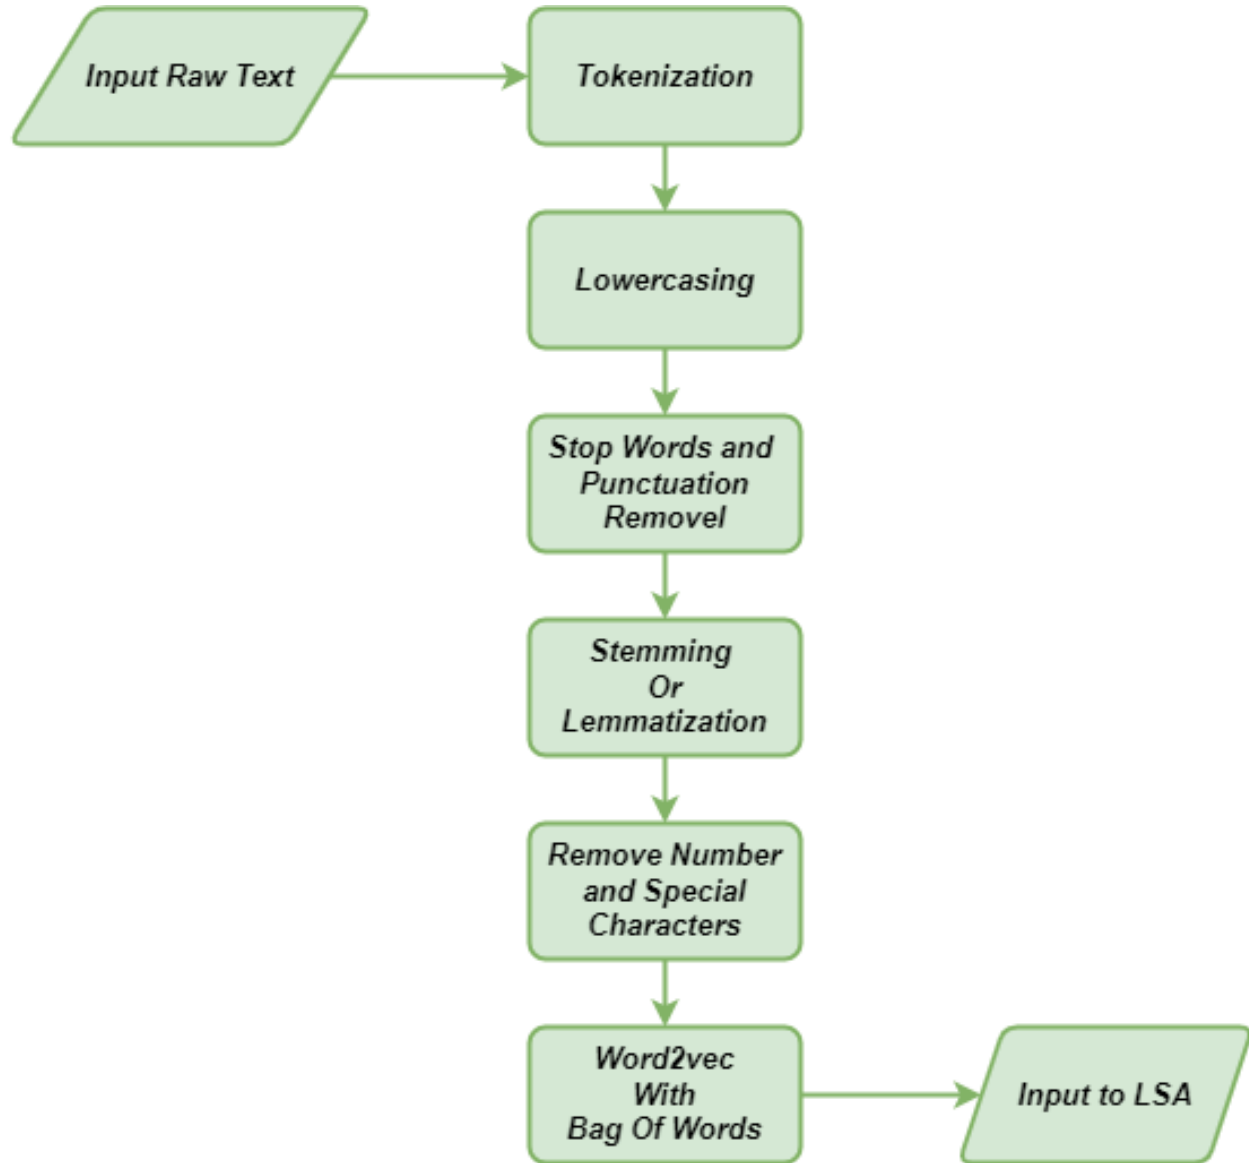 Input Raw Text
Tokenization
Lowercasing
Stop Words and
Punctuation
Removel
Stemming
Or
Lemmatization
Remove Number
and Special
Characters
Word2vec
With
Bag Of Words
Input to LSA